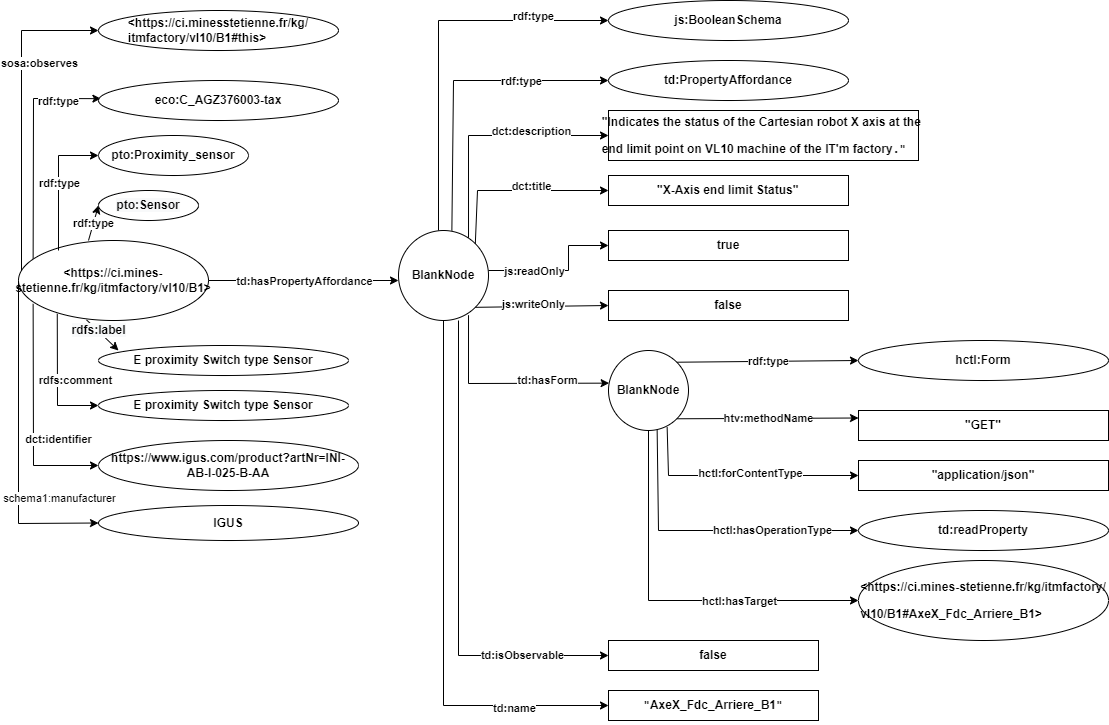 <https://ci.minesstetienne.fr/kg/
itmfactory/vl10/B1#this>
sosa:observes
rdf:type
eco:C_AGZ376003-tax
pto:Proximity_sensor
rdf:type
pto:Sensor
rdf:type
<https://ci.mines-
stetienne.fr/kg/itmfactory/vl10/B1>
rdfs:label
E proximity Switch type Sensor
rdfs:comment
E proximity Switch type Sensor
dct:identifier
https://www.igus.com/product?artNr=INI-
AB-I-025-B-AA
schema1:manufacturer
IGUS
td:hasPropertyAffordance
BlankNode
rdf:type
js:BooleanSchema
rdf:type
td:PropertyAffordance
dct:description
"Indicates the status of the Cartesian robot X axis at the
end limit point on VL10 machine of the IT'm factory."
dct:title
"X-Axis end limit Status"
js:readOnly
true
js:writeOnly
false
td:hasForm
BlankNode
rdf:type
hctl:Form
htv:methodName
"GET"
hctl:forContentType
"application/json"
hctl:hasOperationType
td:readProperty
hctl:hasTarget
<https://ci.mines-stetienne.fr/kg/itmfactory/
vl10/B1#AxeX_Fdc_Arriere_B1>
td:isObservable
false
td:name
"AxeX_Fdc_Arriere_B1"